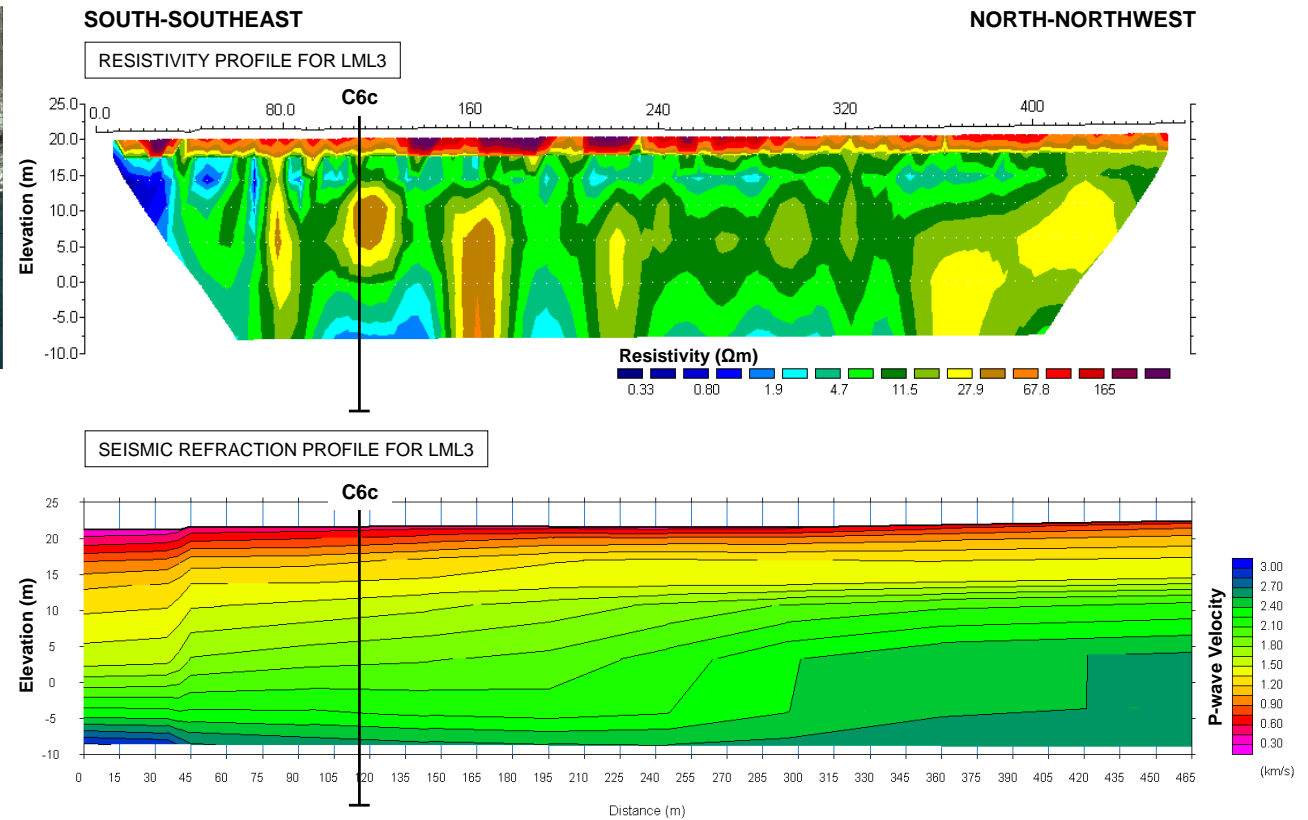 SOUTH-SOUTHEAST NORTH-NORTHWEST
RESISTIVITY PROFILE FOR LML3
C6c
0.0 80.0 160 240 320 400
25.0
20.0
15.0
10.0
5.0
0.0
-5.0
-10.0
Elevation (m)
Resistivity (Ωm)
0.33 0.80 1.9 4.7 11.5 27.9 67.8 165
SEISMIC REFRACTION PROFILE FOR LML3
C6c
25
20
15
10
5
0
-5
-10
Elevation (m)
0 15 30 45 60 75 90 105 120 135 150 165 180 195 210 225 240 255 270 285 300 315 330 345 360 375 390 405 420 435 450 465
Distance (m)
P-wave Velocity
3.00
2.70
2.40
2.10
1.80
1.50
1.20
0.90
0.60
0.30
(km/s)